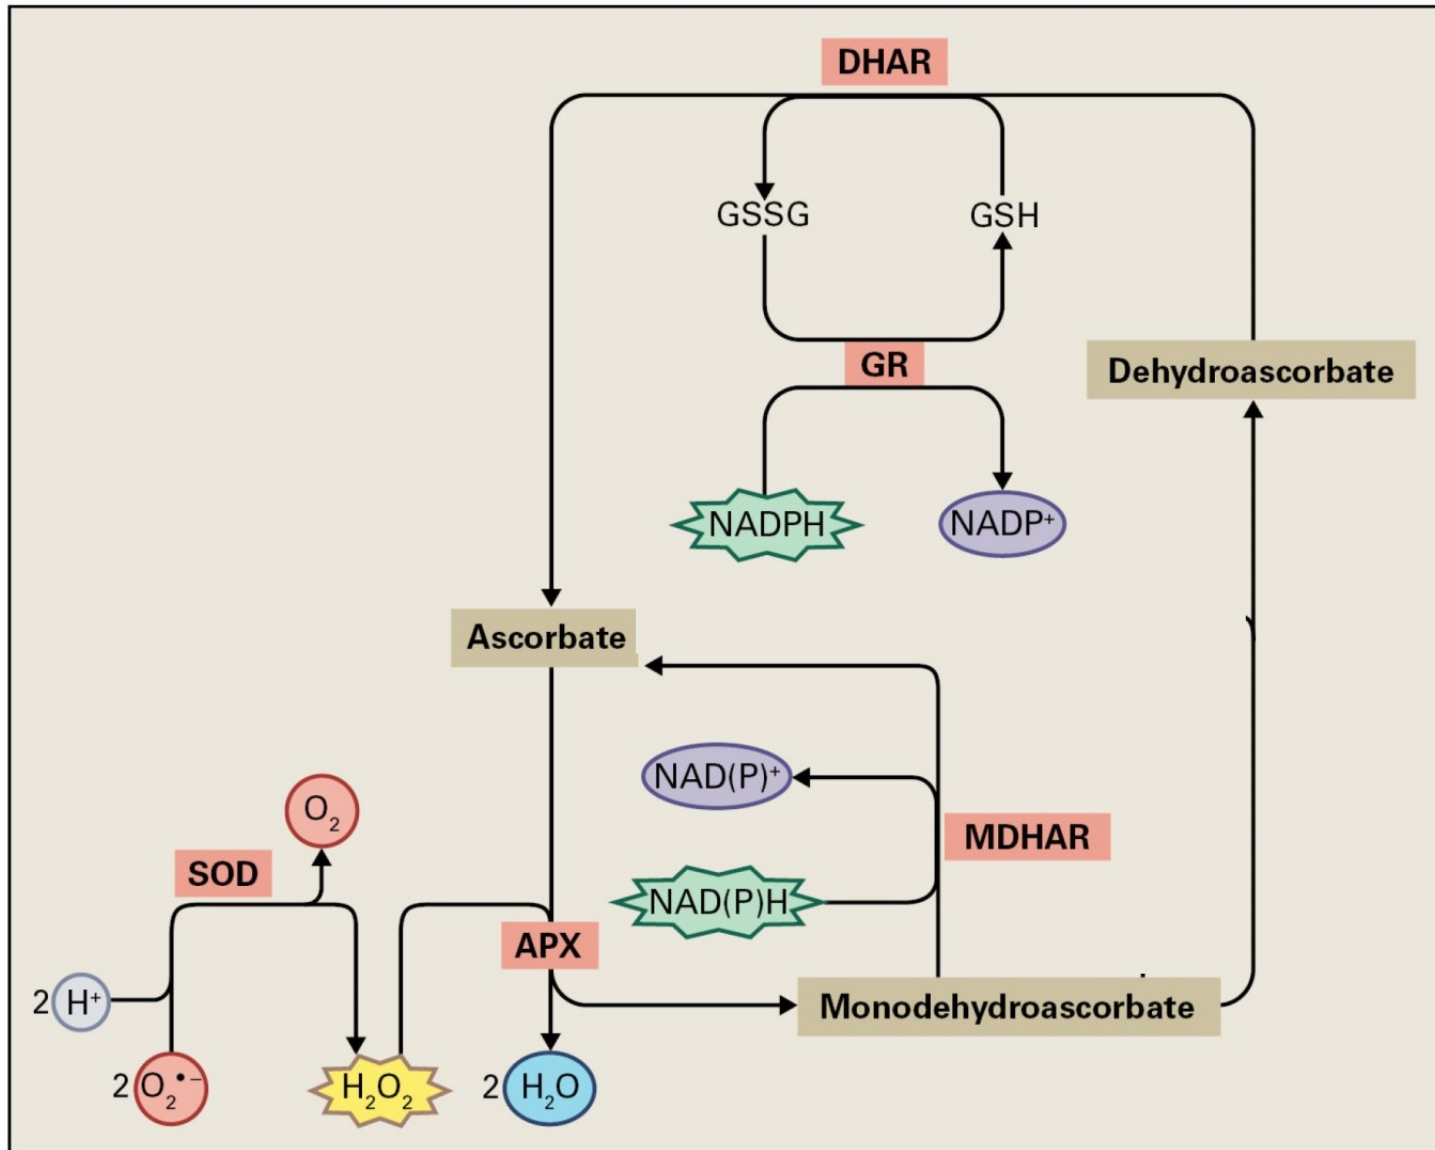 DHAR
GSSG
GSH
GR
Dehydroascorbate
NADPH
NADP⁺
Ascorbate
NAD(P)⁺
O₂
MDHAR
SOD
NAD(P)H
APX
2 H⁺
Monodehydroascorbate
2 O₂•⁻
H₂O₂
2 H₂O